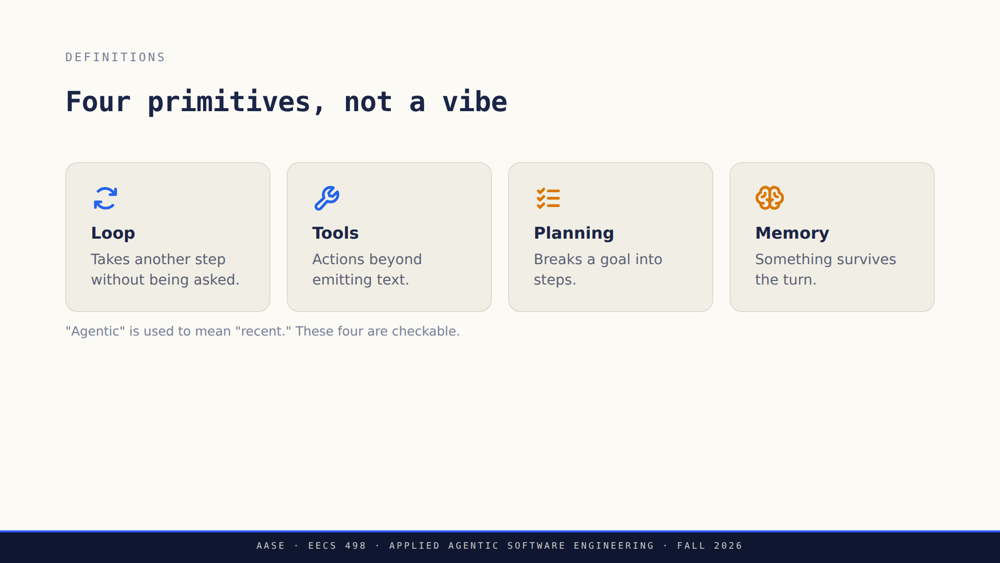 DEFINITIONS
Four primitives, not a vibe
Loop
Takes another step
without being asked.
Tools
Actions beyond
emitting text.
Planning
Breaks a goal into
steps.
Memory
Something survives
the turn.
"Agentic" is used to mean "recent." These four are checkable.
AASE · EECS 498 · APPLIED AGENTIC SOFTWARE ENGINEERING · FALL 2026